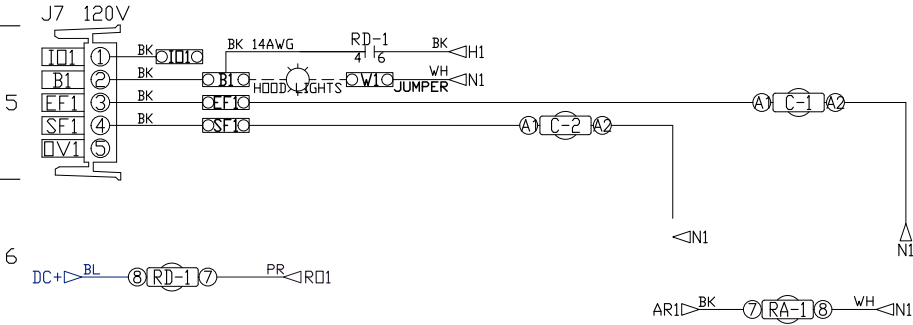 J7 120V
BK 14AWG RD-1 BK H1
4 6
IO1 1 BK IO1
B1 2 BK B1 HOOD LIGHTS W1 WH N1
JUMPER
5 EF1 3 BK EF1 A1 C-1 A2
SF1 4 BK SF1 A1 C-2 A2
OV1 5
N1
N1
6
DC+ BL 8 RD-1 7 PR RO1
AR1 BK 7 RA-1 8 WH N1